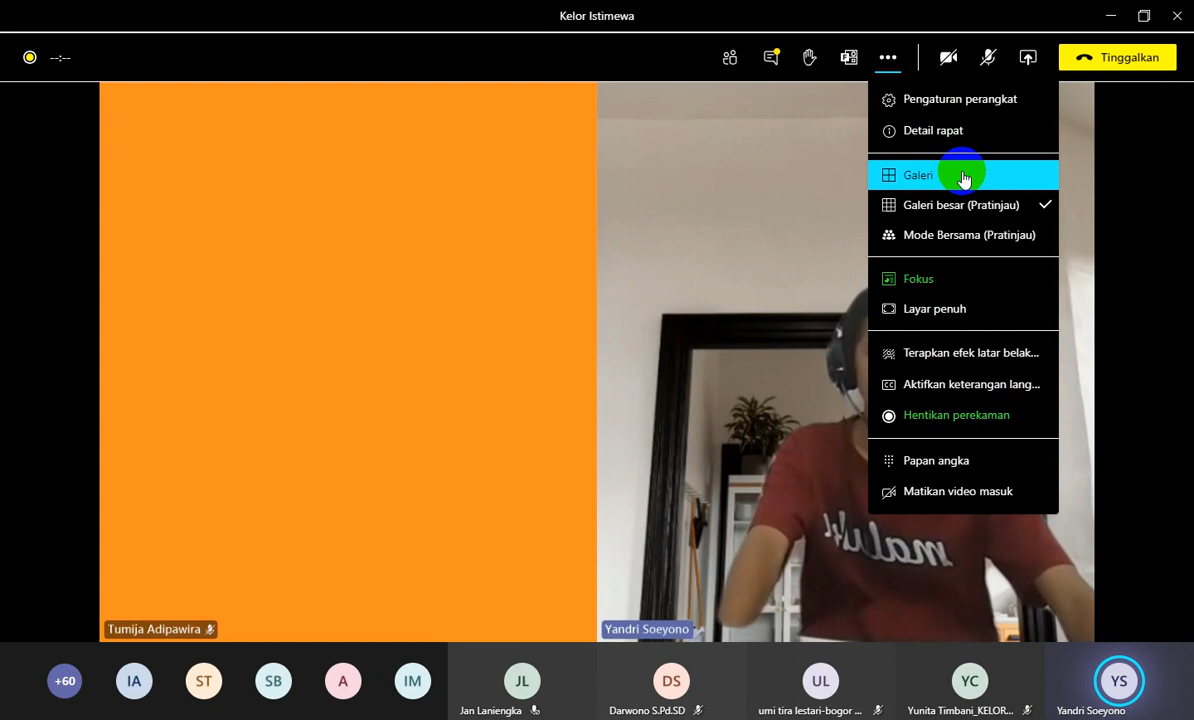 Kelor Istimewa
--:--
Tinggalkan
Pengaturan perangkat
Detail rapat
Galeri
Galeri besar (Pratinjau)
Mode Bersama (Pratinjau)
Fokus
Layar penuh
Terapkan efek latar belak...
CC Aktifkan keterangan lang...
Hentikan perekaman
Papan angka
Matikan video masuk
maluku
Tumija Adipawira
Yandri Soeyono
+60
IA
ST
SB
A
IM
JL
DS
UL
YC
YS
Jan Laniengka
Darwono S.Pd.SD
umi tira lestari-bogor ...
Yunita Timbani_KELOR...
Yandri Soeyono